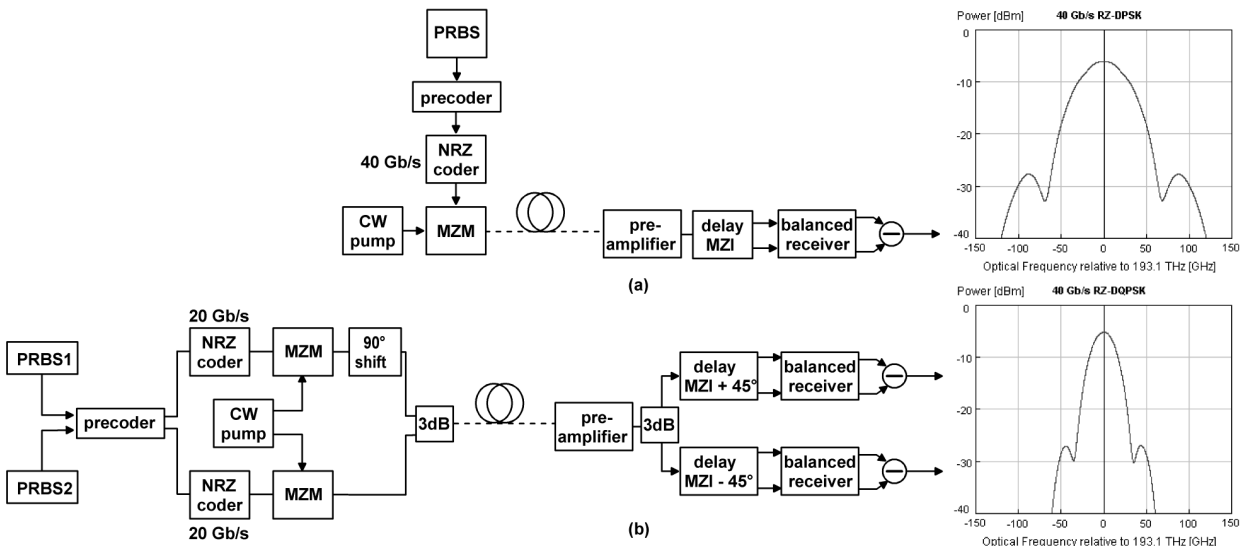 PRBS
precoder
NRZ
coder
40 Gb/s
CW
pump
MZM
pre-
amplifier
delay
MZI
balanced
receiver
(a)
Power [dBm] 40 Gb/s RZ-DPSK
0
-10
-20
-30
-40
-150 -100 -50 0 50 100 150
Optical Frequency relative to 193.1 THz [GHz]
PRBS1
PRBS2
precoder
20 Gb/s
NRZ
coder
MZM
90°
shift
CW
pump
NRZ
coder
20 Gb/s
MZM
3dB
pre-
amplifier
3dB
delay
MZI + 45°
balanced
receiver
delay
MZI - 45°
balanced
receiver
(b)
Power [dBm] 40 Gb/s RZ-DQPSK
0
-10
-20
-30
-40
-150 -100 -50 0 50 100 150
Optical Frequency relative to 193.1 THz [GHz]